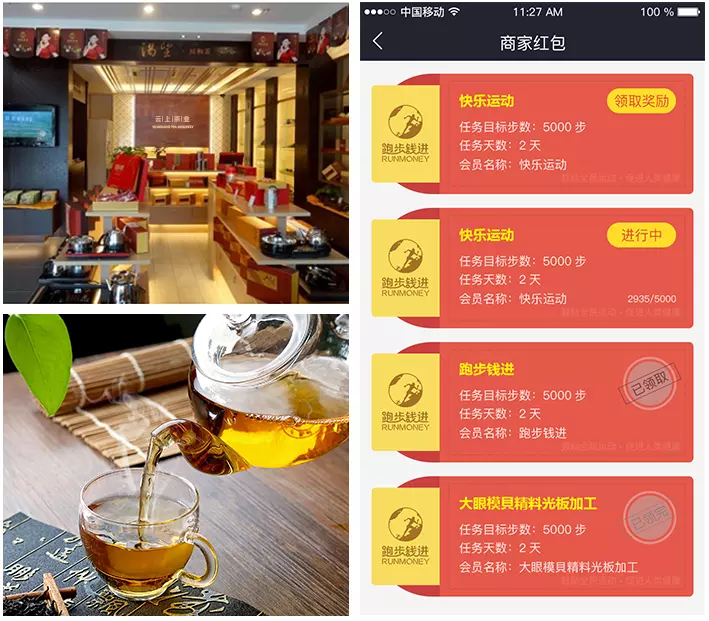 云上|茶业
中国移动
11:27 AM
100 %
商家红包
跑步钱进
RUNMONEY
快乐运动
领取奖励
任务目标步数:5000 步
任务天数:2 天
会员名称:快乐运动
跑步钱进
RUNMONEY
快乐运动
进行中
任务目标步数:5000 步
任务天数:2 天
会员名称:快乐运动
2935/5000
跑步钱进
RUNMONEY
跑步钱进
已领取
任务目标步数:5000 步
任务天数:2 天
会员名称:跑步钱进
跑步钱进
RUNMONEY
大眼模具精料光板加工
已领完
任务目标步数:5000 步
任务天数:2 天
会员名称:大眼模具精料光板加工